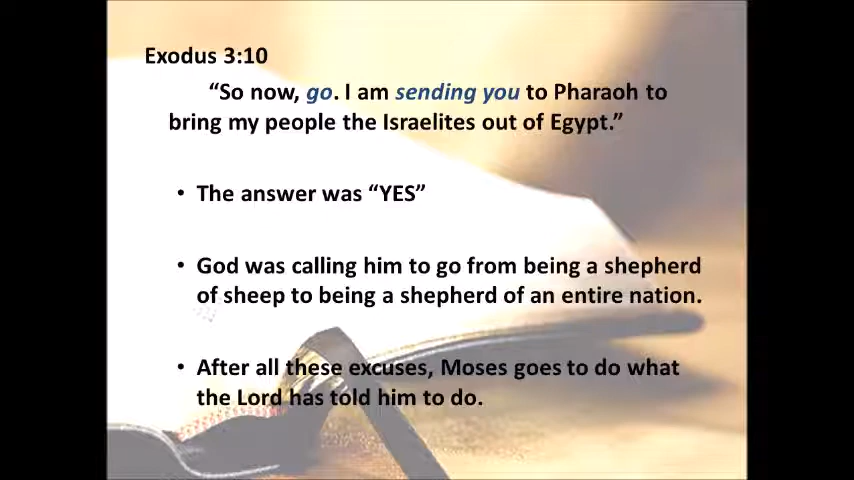 Exodus 3:10
“So now, go. I am sending you to Pharaoh to
bring my people the Israelites out of Egypt.”
• The answer was “YES”
• God was calling him to go from being a shepherd
of sheep to being a shepherd of an entire nation.
• After all these excuses, Moses goes to do what
the Lord has told him to do.